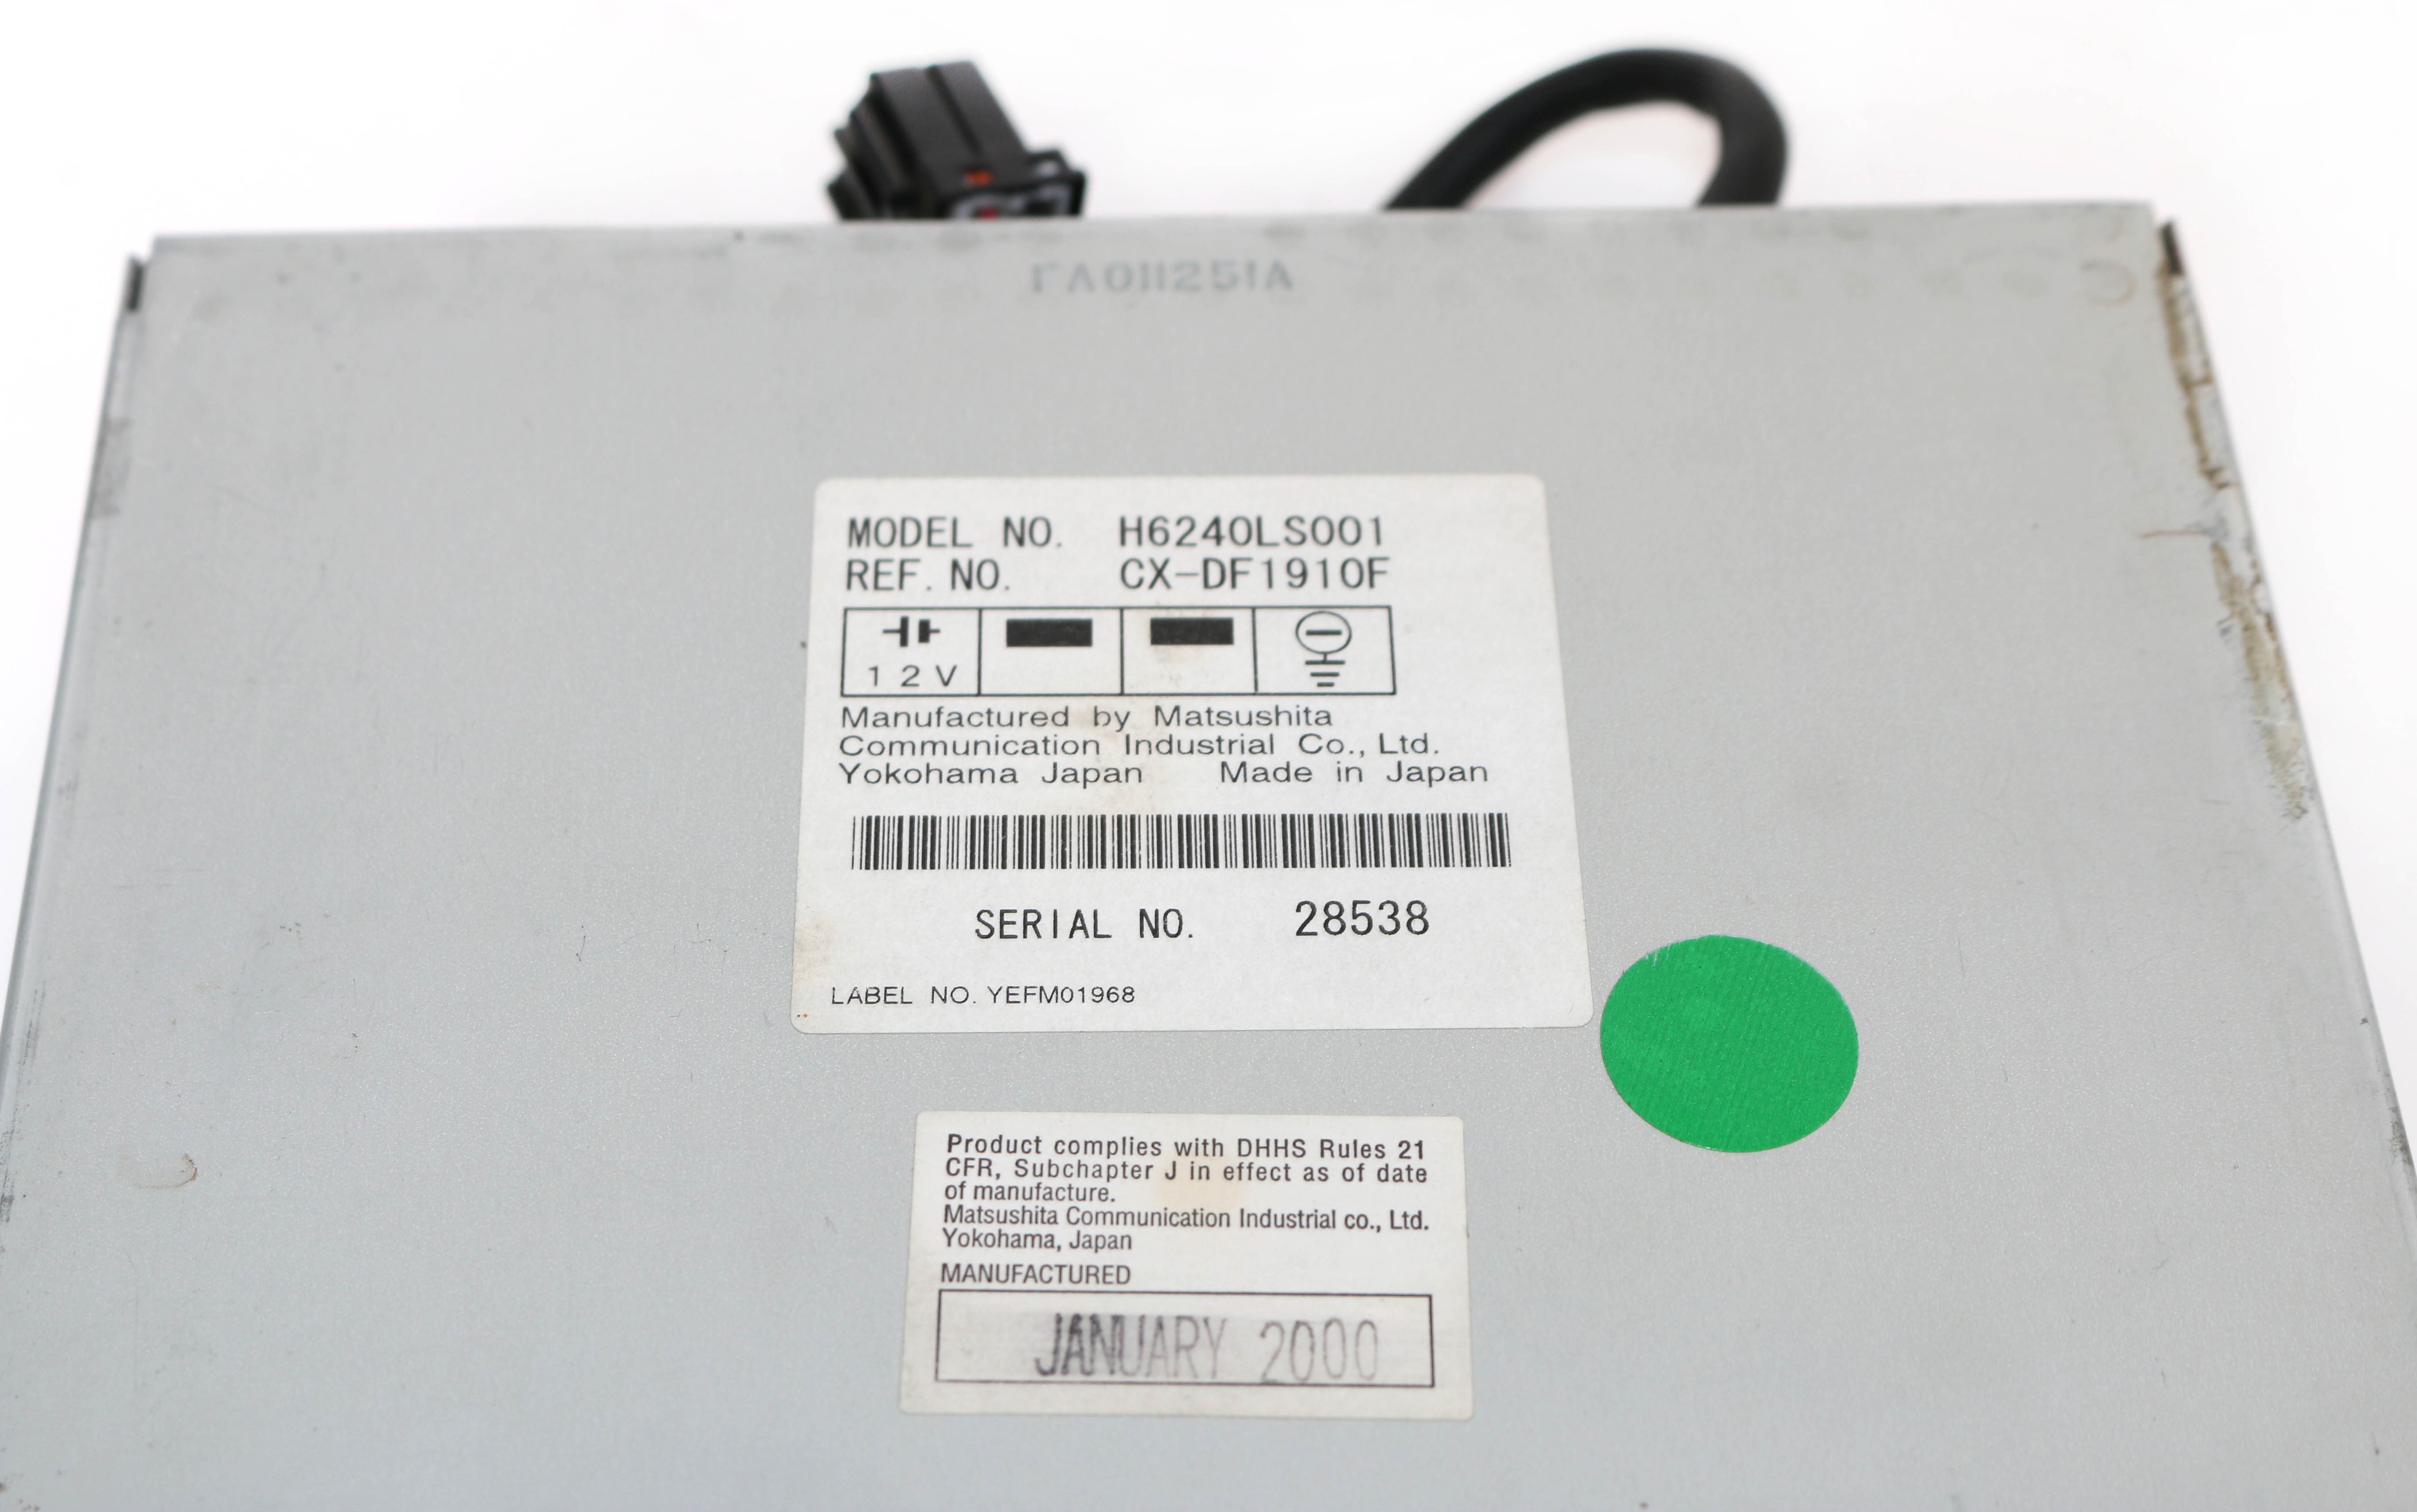 FA011251A
MODEL NO. H6240LS001
REF. NO. CX-DF1910F
12V
Manufactured by Matsushita
Communication Industrial Co., Ltd.
Yokohama Japan Made in Japan
SERIAL NO. 28538
LABEL NO. YEFM01968
Product complies with DHHS Rules 21
CFR, Subchapter J in effect as of date
of manufacture.
Matsushita Communication Industrial co., Ltd.
Yokohama, Japan
MANUFACTURED
JANUARY 2000